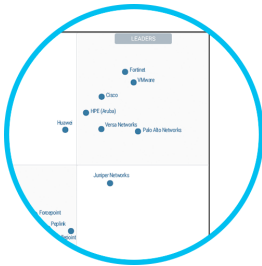 LEADERS
Fortinet
VMware
Cisco
HPE (Aruba)
Huawei
Versa Networks
Palo Alto Networks
Juniper Networks
Forcepoint
Peplink